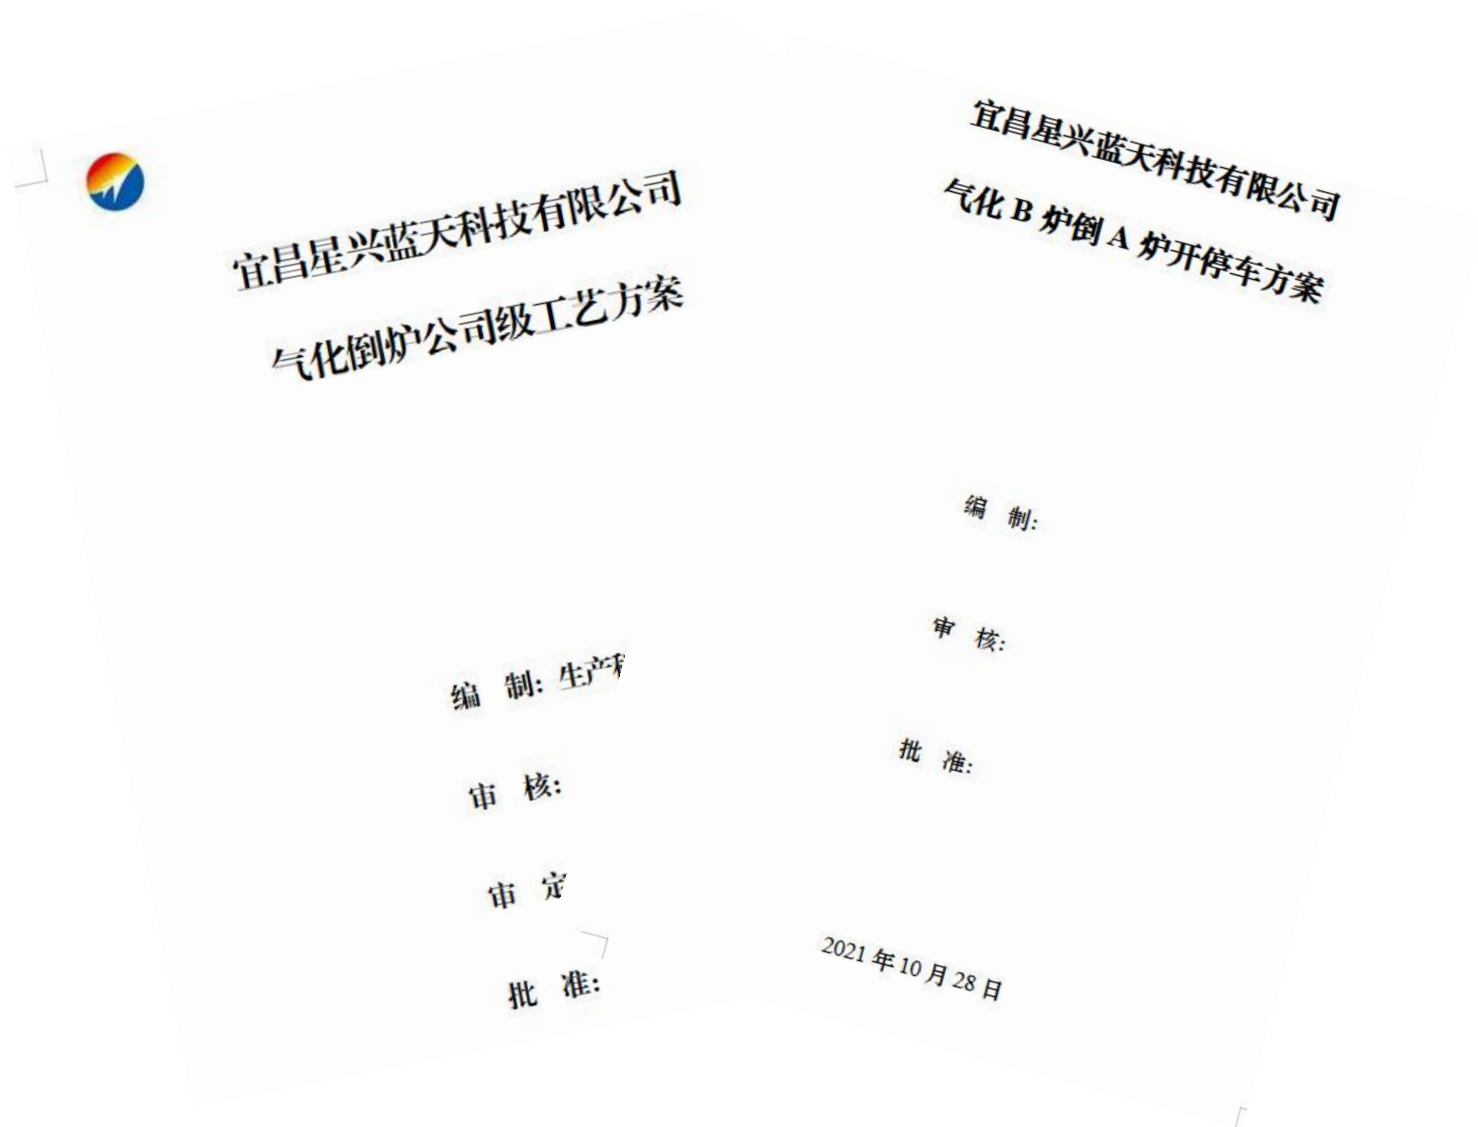 宜昌星兴蓝天科技有限公司
气化倒炉公司级工艺方案
编 制: 生产
审 核:
审 定
批 准:
宜昌星兴蓝天科技有限公司
气化 B 炉倒 A 炉开停车方案
编 制:
审 核:
批 准:
2021 年 10 月 28 日